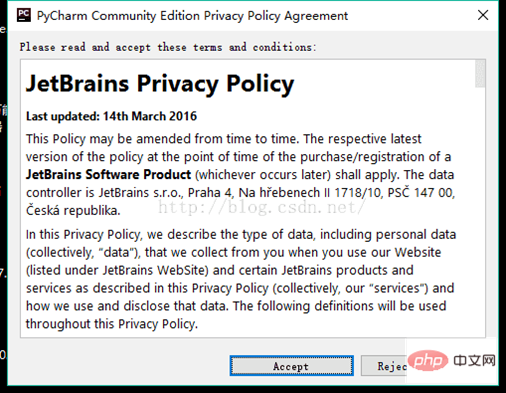 PC
PyCharm Community Edition Privacy Policy Agreement
Please read and accept these terms and conditions:
JetBrains Privacy Policy
Last updated: 14th March 2016
This Policy may be amended from time to time. The respective latest
version of the policy at the point of time of the purchase/registration of a
JetBrains Software Product (whichever occurs later) shall apply. The data
controller is JetBrains s.r.o., Praha 4, Na hřebenech II 1718/10, PSČ 147 00,
Česká republika.
http://blog.csdn.net/
In this Privacy Policy, we describe the type of data, including personal data
(collectively, “data”), that we collect from you when you use our Website
(listed under JetBrains WebSite) and certain JetBrains products and
services as described in this Privacy Policy (collectively, our “services”) and
how we use and disclose that data. The following definitions will be used
throughout this Privacy Policy.
Accept
php 中文网